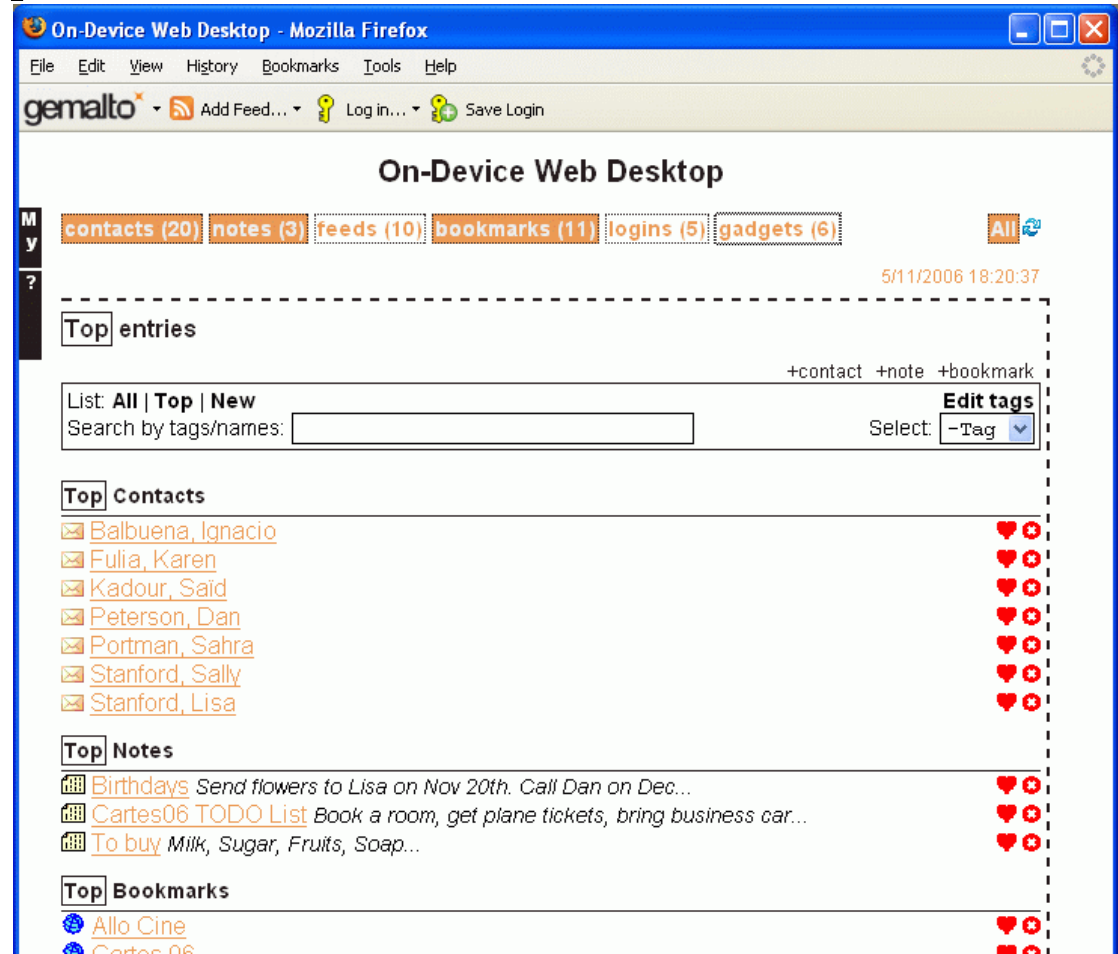 On-Device Web Desktop - Mozilla Firefox
File Edit View History Bookmarks Tools Help
gemalto Add Feed... Log in... Save Login
On-Device Web Desktop
My
?
contacts (20) notes (3) feeds (10) bookmarks (11) logins (5) gadgets (6) All
5/11/2006 18:20:37
Top entries
+contact +note +bookmark
List: All | Top | New Edit tags
Search by tags/names: Select: -Tag
Top Contacts
Balbuena, Ignacio
Fulia, Karen
Kadour, Saïd
Peterson, Dan
Portman, Sahra
Stanford, Sally
Stanford, Lisa
Top Notes
Birthdays Send flowers to Lisa on Nov 20th. Call Dan on Dec...
Cartes06 TODO List Book a room, get plane tickets, bring business car...
To buy Milk, Sugar, Fruits, Soap...
Top Bookmarks
Allo Cine
Cartes 06